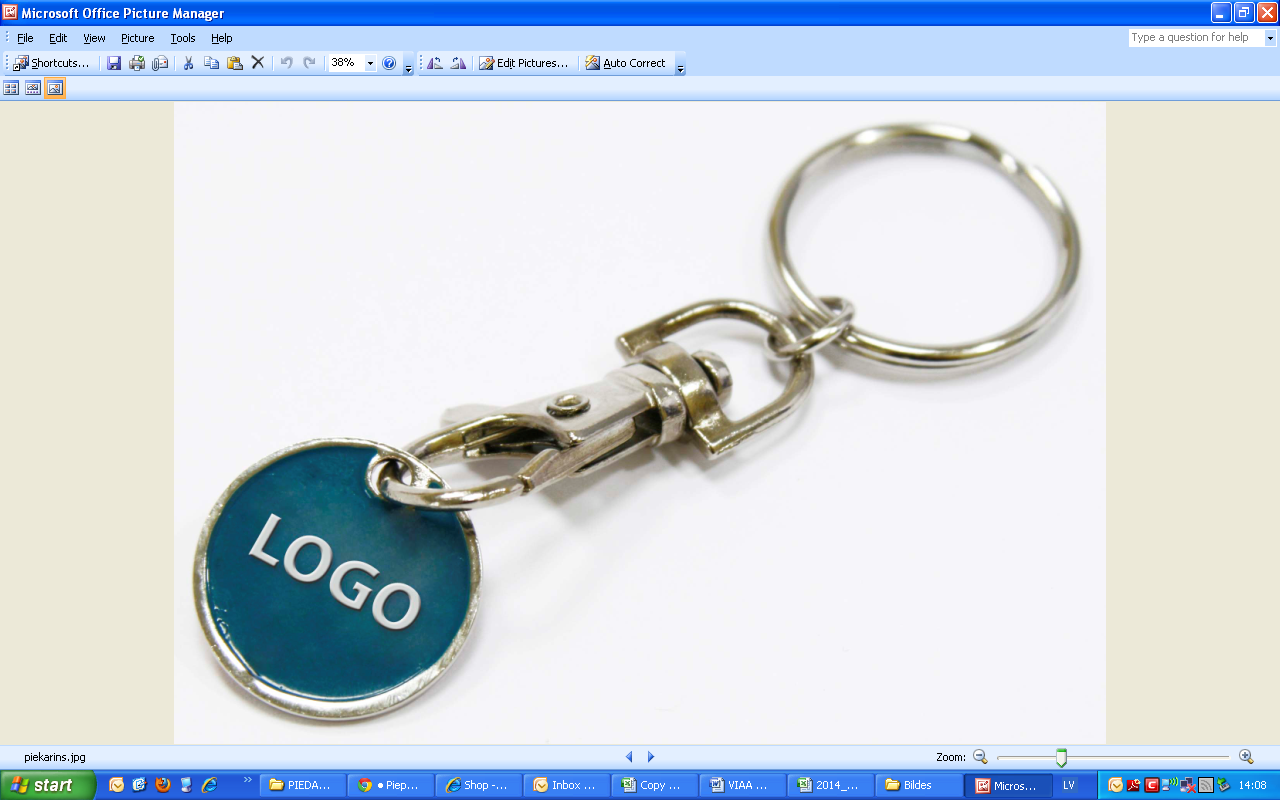 Microsoft Office Picture Manager
File Edit View Picture Tools Help
Type a question for help
Shortcuts... 38% Edit Pictures... Auto Correct
LOGO
piekarins.jpg
Zoom:
start PIEDA... Piep... Shop -... Inbox ... Copy ... VIAA ... 2014_... Bildes Micros... LV 14:08